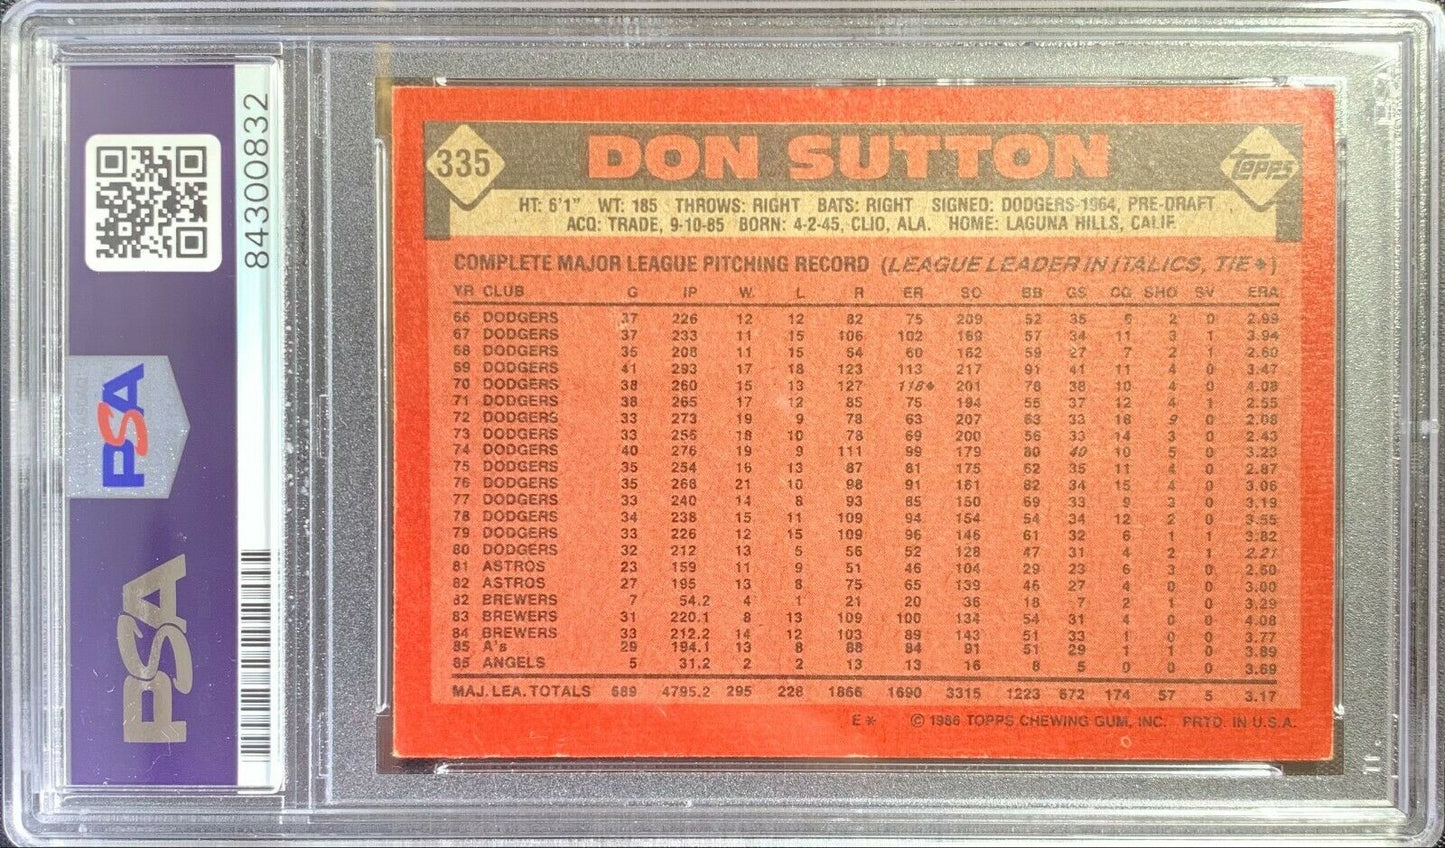 84300832
PSA
PSA
335 DON SUTTON TOPPS
HT: 6'1" WT: 185 THROWS: RIGHT BATS: RIGHT SIGNED: DODGERS-1964, PRE-DRAFT
ACQ: TRADE, 9-10-85 BORN: 4-2-45, CLIO, ALA. HOME: LAGUNA HILLS, CALIF.
COMPLETE MAJOR LEAGUE PITCHING RECORD (LEAGUE LEADER IN ITALICS, TIE ♦)
YR CLUB G IP W L R ER SO BB GS CG SHO SV ERA
66 DODGERS 37 226 12 12 82 75 209 52 35 6 2 0 2.99
67 DODGERS 37 233 11 15 106 102 169 57 34 11 3 1 3.94
68 DODGERS 35 208 11 15 64 60 162 59 27 7 2 1 2.60
69 DODGERS 41 293 17 18 123 113 217 91 41 11 4 0 3.47
70 DODGERS 38 260 15 13 127 118♦ 201 78 38 10 4 0 4.08
71 DODGERS 38 265 17 12 85 75 194 55 37 12 4 1 2.55
72 DODGERS 33 273 19 9 78 63 207 63 33 18 9 0 2.08
73 DODGERS 33 256 18 10 78 69 200 56 33 14 3 0 2.43
74 DODGERS 40 276 19 9 111 99 179 80 40 10 5 0 3.23
75 DODGERS 35 254 16 13 87 81 175 62 35 11 4 0 2.87
76 DODGERS 35 268 21 10 98 91 161 82 34 15 4 0 3.06
77 DODGERS 33 240 14 8 93 85 150 69 33 9 3 0 3.19
78 DODGERS 34 238 15 11 109 94 154 54 34 12 2 0 3.55
79 DODGERS 33 226 12 15 109 96 146 61 32 6 1 1 3.82
80 DODGERS 32 212 13 5 56 52 128 47 31 4 2 1 2.21
81 ASTROS 23 159 11 9 51 46 104 29 23 6 3 0 2.60
82 ASTROS 27 195 13 8 75 65 139 46 27 4 0 0 3.00
82 BREWERS 7 54.2 4 1 21 20 36 18 7 2 1 0 3.29
83 BREWERS 31 220.1 8 13 109 100 134 54 31 4 0 0 4.08
84 BREWERS 33 212.2 14 12 103 89 143 51 33 1 0 0 3.77
85 A's 29 194.1 13 8 88 84 91 51 29 1 1 0 3.89
85 ANGELS 5 31.2 2 2 13 13 16 8 5 0 0 0 3.69
MAJ. LEA. TOTALS 689 4795.2 295 228 1866 1690 3315 1223 672 174 57 5 3.17
E* © 1986 TOPPS CHEWING GUM, INC. PRTD. IN U.S.A.